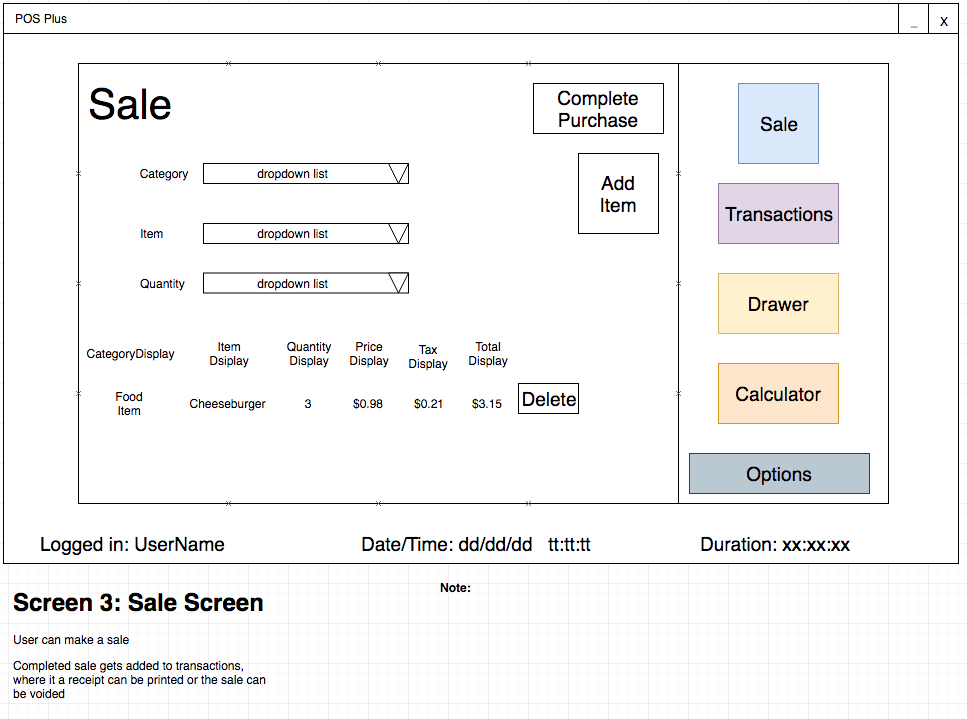 POS Plus
_ X
Sale
Complete
Purchase
Sale
Category
dropdown list
Add
Item
Transactions
Item
dropdown list
Quantity
dropdown list
Drawer
CategoryDisplay
Item
Dsiplay
Quantity
Display
Price
Display
Tax
Display
Total
Display
Food
Item
Cheeseburger
3
$0.98
$0.21
$3.15
Delete
Calculator
Options
Logged in: UserName
Date/Time: dd/dd/dd tt:tt:tt
Duration: xx:xx:xx
Note:
Screen 3: Sale Screen
User can make a sale
Completed sale gets added to transactions,
where it a receipt can be printed or the sale can
be voided